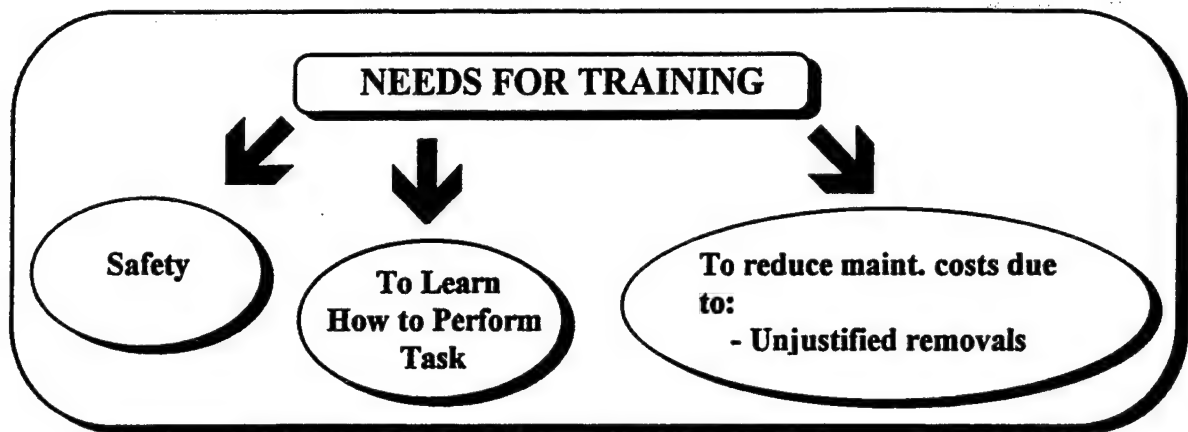 NEEDS FOR TRAINING
Safety
To Learn
How to Perform
Task
To reduce maint. costs due
to:
- Unjustified removals